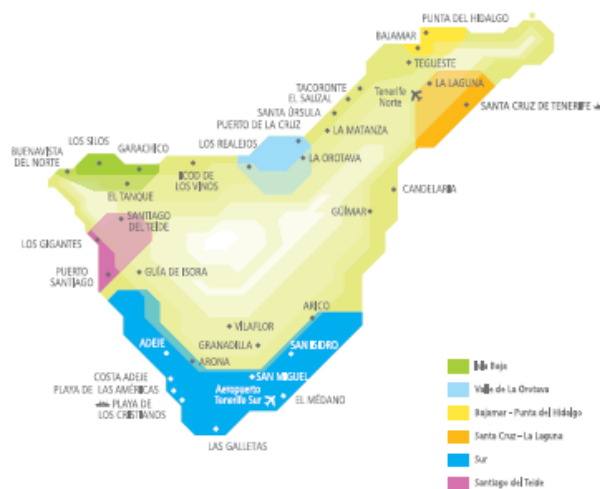 PUNTA DEL HIDALGO
BAJAMAR
TEGUESTE
LA LAGUNA
TACORONTE
EL SAUZAL
Tenerife
Norte
SANTA CRUZ DE TENERIFE
SANTA ÚRSULA
PUERTO DE LA CRUZ
LA MATANZA
LOS SILOS
GARACHICO
LOS REALEJOS
BUENAVISTA
DEL NORTE
LA OROTAVA
ICOD DE
LOS VINOS
EL TANQUE
CANDELARIA
GÜÍMAR
SANTIAGO
DEL TEIDE
LOS GIGANTES
PUERTO
SANTIAGO
GUÍA DE ISORA
ARICO
VILAFLOR
ADEJE
GRANADILLA
SAN ISIDRO
ARONA
COSTA ADEJE
SAN MIGUEL
PLAYA DE LAS AMÉRICAS
Aeropuerto
Tenerife Sur
EL MÉDANO
PLAYA DE
LOS CRISTIANOS
LAS GALLETAS
Isla Baja
Valle de La Orotava
Bajamar - Punta del Hidalgo
Santa Cruz - La Laguna
Sur
Santiago del Teide